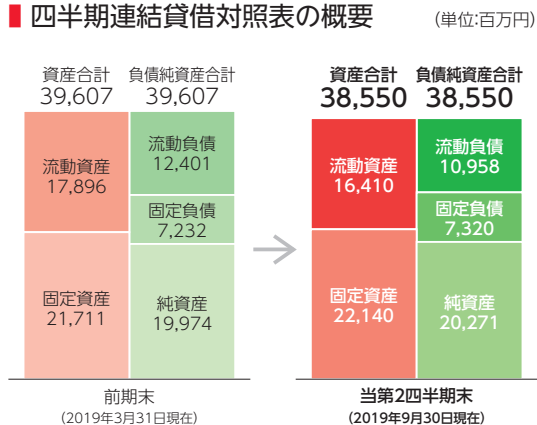 四半期連結貸借対照表の概要
(単位:百万円)
資産合計 負債純資産合計
39,607 39,607
流動資産
17,896
固定資産
21,711
流動負債
12,401
固定負債
7,232
純資産
19,974
前期末
(2019年3月31日現在)
資産合計 負債純資産合計
38,550 38,550
流動資産
16,410
固定資産
22,140
流動負債
10,958
固定負債
7,320
純資産
20,271
当第2四半期末
(2019年9月30日現在)